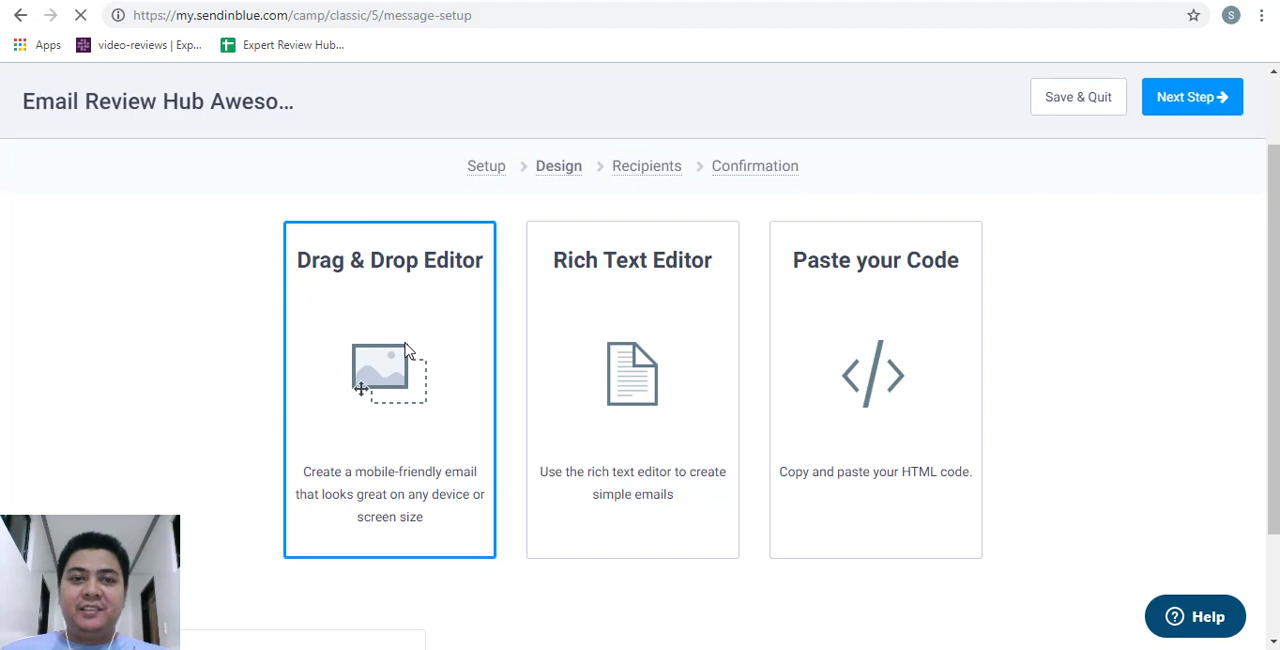 https://my.sendinblue.com/camp/classic/5/message-setup
S
Apps
video-reviews | Exp...
Expert Review Hub...
Email Review Hub Aweso...
Save & Quit
Next Step
Setup
Design
Recipients
Confirmation
Drag & Drop Editor
Create a mobile-friendly email
that looks great on any device or
screen size
Rich Text Editor
Use the rich text editor to create
simple emails
Paste your Code
</>
Copy and paste your HTML code.
? Help